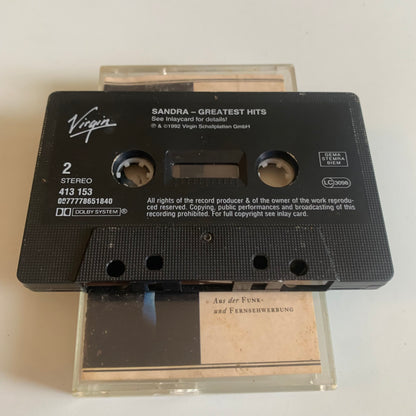 SANDRA – GREATEST HITS
See Inlaycard for details!
℗ & ©1992 Virgin Schallplatten GmbH
Virgin
2
STEREO
413 153
0077778651840
DOLBY SYSTEM ®
GEMA
STEMRA
BIEM
LC 3098
All rights of the record producer & of the owner of the work reprodu-
ced reserved. Copying, public performances and broadcasting of this
recording prohibited. For full copyright see inlay card.
Aus der FUNK-
und FERNSEHWERBUNG